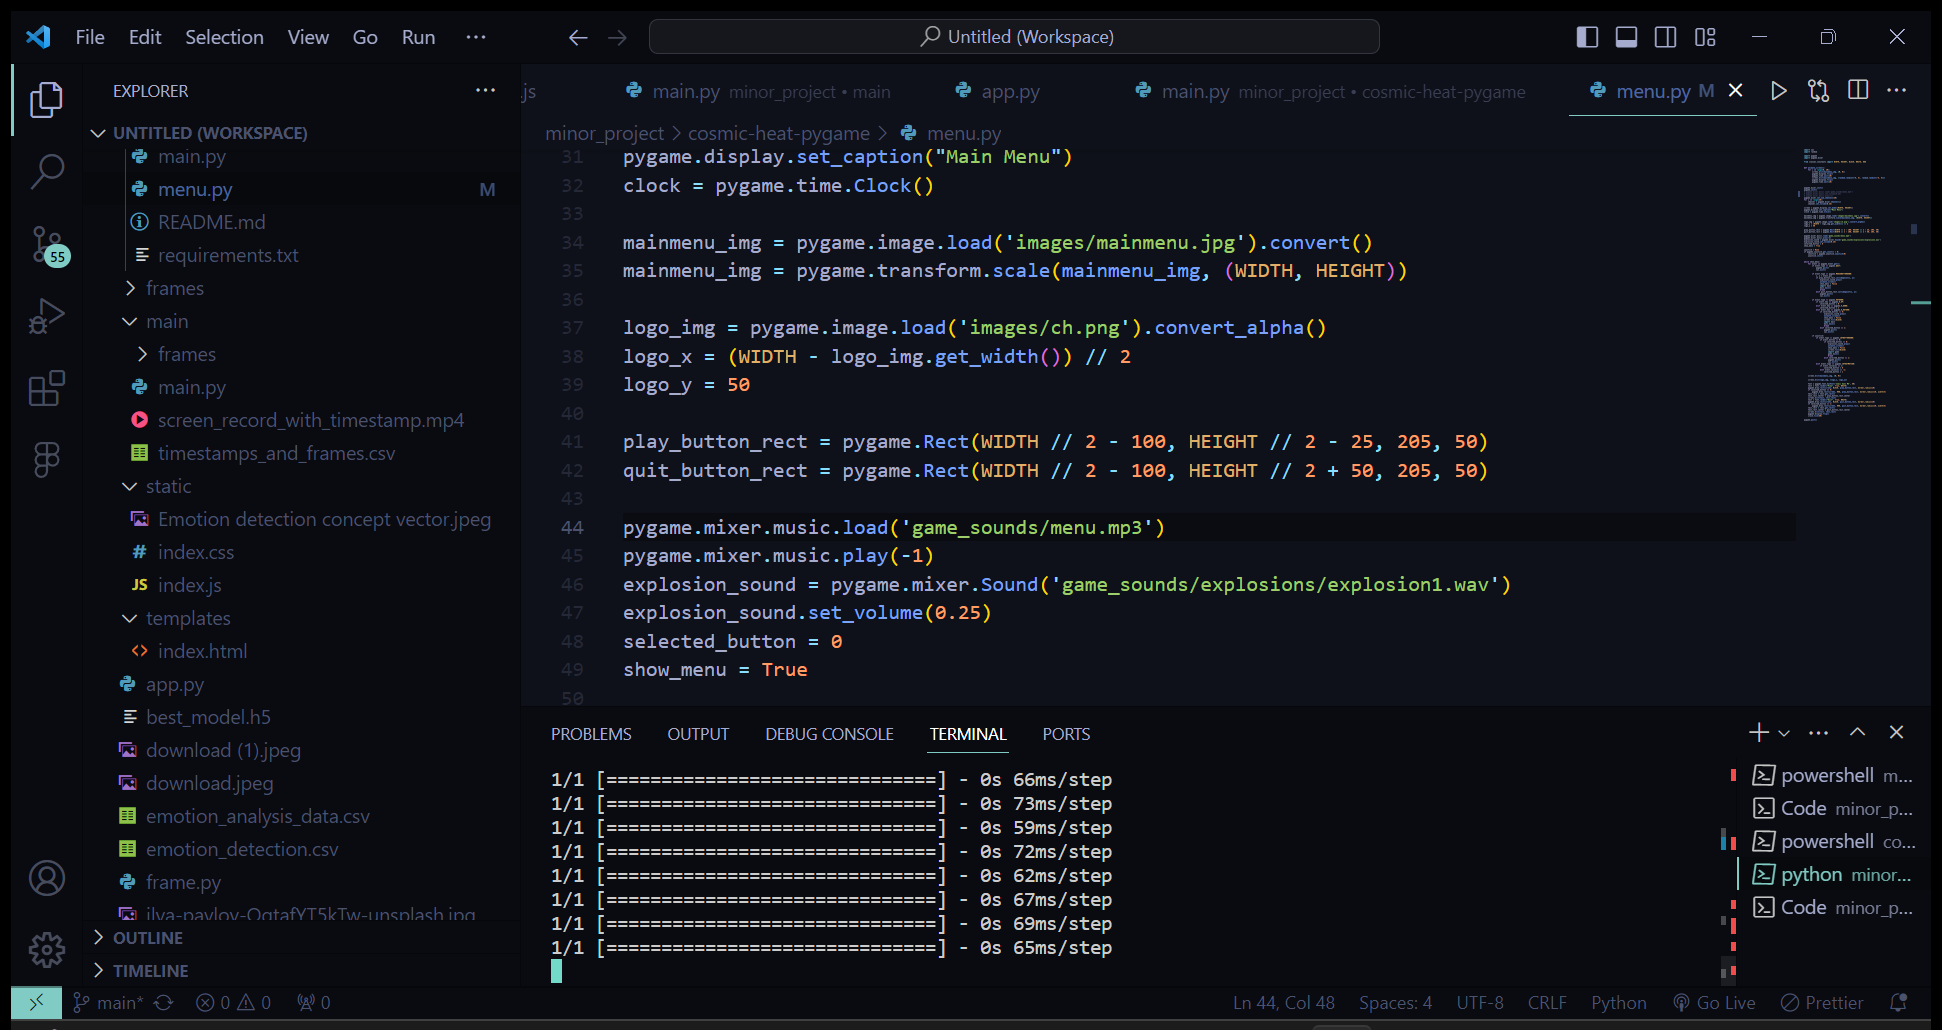 File Edit Selection View Go Run ···
Untitled (Workspace)
EXPLORER ···
UNTITLED (WORKSPACE)
main.py
menu.py M
README.md
requirements.txt
frames
main
frames
main.py
screen_record_with_timestamp.mp4
timestamps_and_frames.csv
static
Emotion detection concept vector.jpeg
# index.css
JS index.js
templates
<> index.html
app.py
best_model.h5
download (1).jpeg
download.jpeg
emotion_analysis_data.csv
emotion_detection.csv
frame.py
ilya-pavlov-OqtafYT5kTw-unsplash.jpg
OUTLINE
TIMELINE
55
.js
main.py minor_project • main
app.py
main.py minor_project • cosmic-heat-pygame
menu.py M
minor_project > cosmic-heat-pygame > menu.py
31 pygame.display.set_caption("Main Menu")
32 clock = pygame.time.Clock()
33
34 mainmenu_img = pygame.image.load('images/mainmenu.jpg').convert()
35 mainmenu_img = pygame.transform.scale(mainmenu_img, (WIDTH, HEIGHT))
36
37 logo_img = pygame.image.load('images/ch.png').convert_alpha()
38 logo_x = (WIDTH - logo_img.get_width()) // 2
39 logo_y = 50
40
41 play_button_rect = pygame.Rect(WIDTH // 2 - 100, HEIGHT // 2 - 25, 205, 50)
42 quit_button_rect = pygame.Rect(WIDTH // 2 - 100, HEIGHT // 2 + 50, 205, 50)
43
44 pygame.mixer.music.load('game_sounds/menu.mp3')
45 pygame.mixer.music.play(-1)
46 explosion_sound = pygame.mixer.Sound('game_sounds/explosions/explosion1.wav')
47 explosion_sound.set_volume(0.25)
48 selected_button = 0
49 show_menu = True
50
PROBLEMS OUTPUT DEBUG CONSOLE TERMINAL PORTS
1/1 [==============================] - 0s 66ms/step
1/1 [==============================] - 0s 73ms/step
1/1 [==============================] - 0s 59ms/step
1/1 [==============================] - 0s 72ms/step
1/1 [==============================] - 0s 62ms/step
1/1 [==============================] - 0s 67ms/step
1/1 [==============================] - 0s 69ms/step
1/1 [==============================] - 0s 65ms/step
powershell m...
Code minor_p...
powershell co...
python minor...
Code minor_p...
main* 0 0 0
Ln 44, Col 48 Spaces: 4 UTF-8 CRLF Python Go Live Prettier